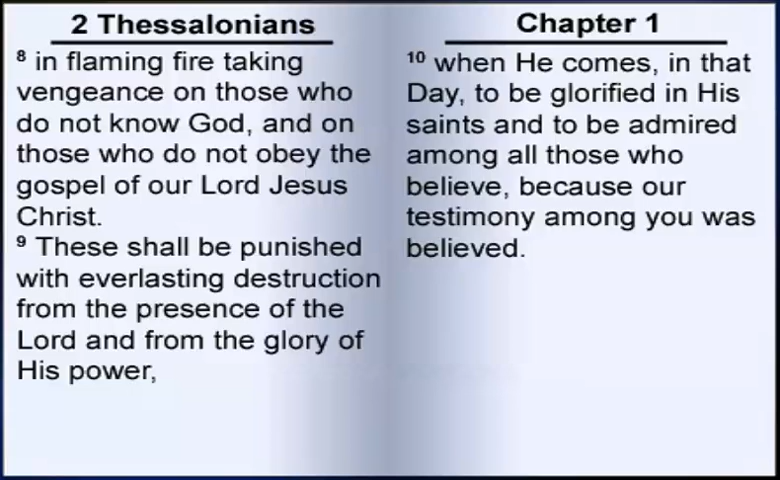 2 Thessalonians
⁸ in flaming fire taking
vengeance on those who
do not know God, and on
those who do not obey the
gospel of our Lord Jesus
Christ.
⁹ These shall be punished
with everlasting destruction
from the presence of the
Lord and from the glory of
His power,
Chapter 1
¹⁰ when He comes, in that
Day, to be glorified in His
saints and to be admired
among all those who
believe, because our
testimony among you was
believed.